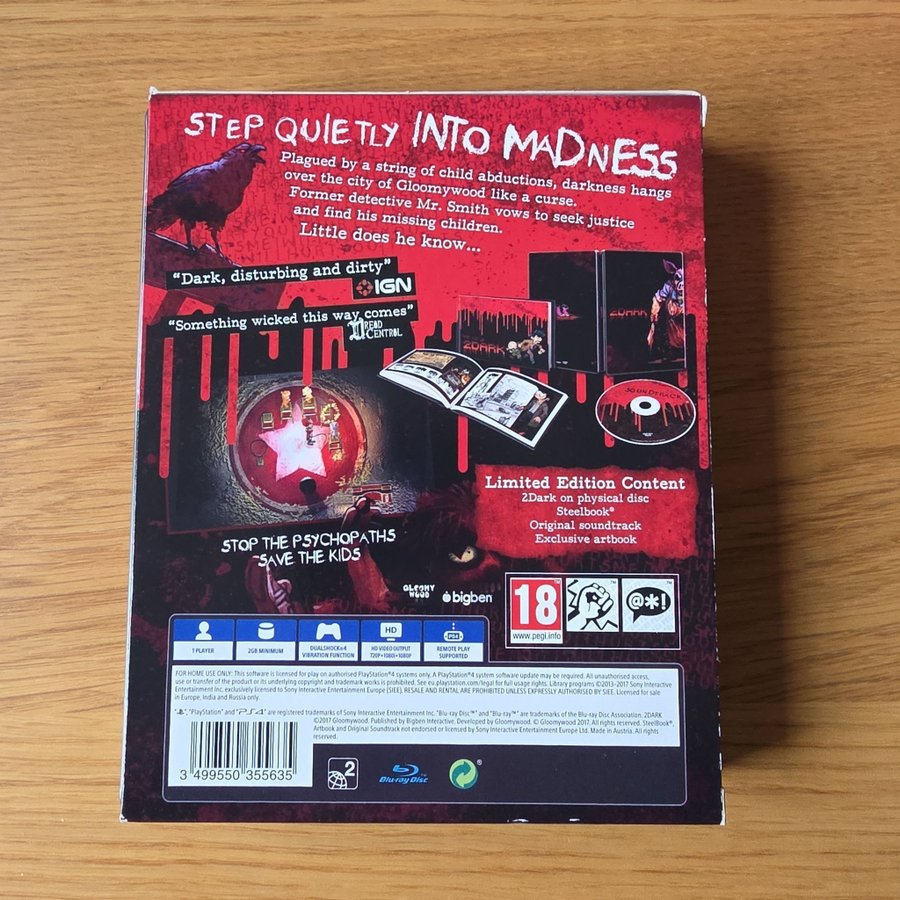 STEP QUIETLY INTO MADNESS
Plagued by a string of child abductions, darkness hangs
over the city of Gloomywood like a curse.
Former detective Mr. Smith vows to seek justice
and find his missing children.
Little does he know...
"Dark, disturbing and dirty"
IGN
"Something wicked this way comes"
DREAD
CENTRAL
2DARK
2DARK
SOUNDTRACK
Limited Edition Content
2Dark on physical disc
Steelbook®
Original soundtrack
Exclusive artbook
STOP THE PSYCHOPATHS
SAVE THE KIDS
GLOOMY
WOOD
bigben
18
www.pegi.info
@*!
1 PLAYER
2GB MINIMUM
DUALSHOCK®4
VIBRATION FUNCTION
HD
HD VIDEO OUTPUT
720P•1080i•1080P
PS4
REMOTE PLAY
SUPPORTED
FOR HOME USE ONLY: This software is licensed for play on authorised PlayStation®4 systems only. A PlayStation®4 system software update may be required. All unauthorised access,
use or transfer of the product or its underlying copyright and trademark works is prohibited. See eu.playstation.com/legal for full usage rights. Library programs ©2013-2017 Sony Interactive
Entertainment Inc. exclusively licensed to Sony Interactive Entertainment Europe (SIEE). RESALE AND RENTAL ARE PROHIBITED UNLESS EXPRESSLY AUTHORISED BY SIEE. Licensed for sale
in Europe, India and Russia only.
"PlayStation" and "PS4" are registered trademarks of Sony Interactive Entertainment Inc. "Blu-ray Disc™" and "Blu-ray™" are trademarks of the Blu-ray Disc Association. 2DARK
©2017 Gloomywood. Published by Bigben Interactive. Developed by Gloomywood. © Gloomywood 2017. All rights reserved. SteelBook®,
Artbook and Original Soundtrack not endorsed or licensed by Sony Interactive Entertainment Europe Ltd. Made in Austria. All rights
reserved.
3 499550 355635
2
Blu-ray Disc™
®